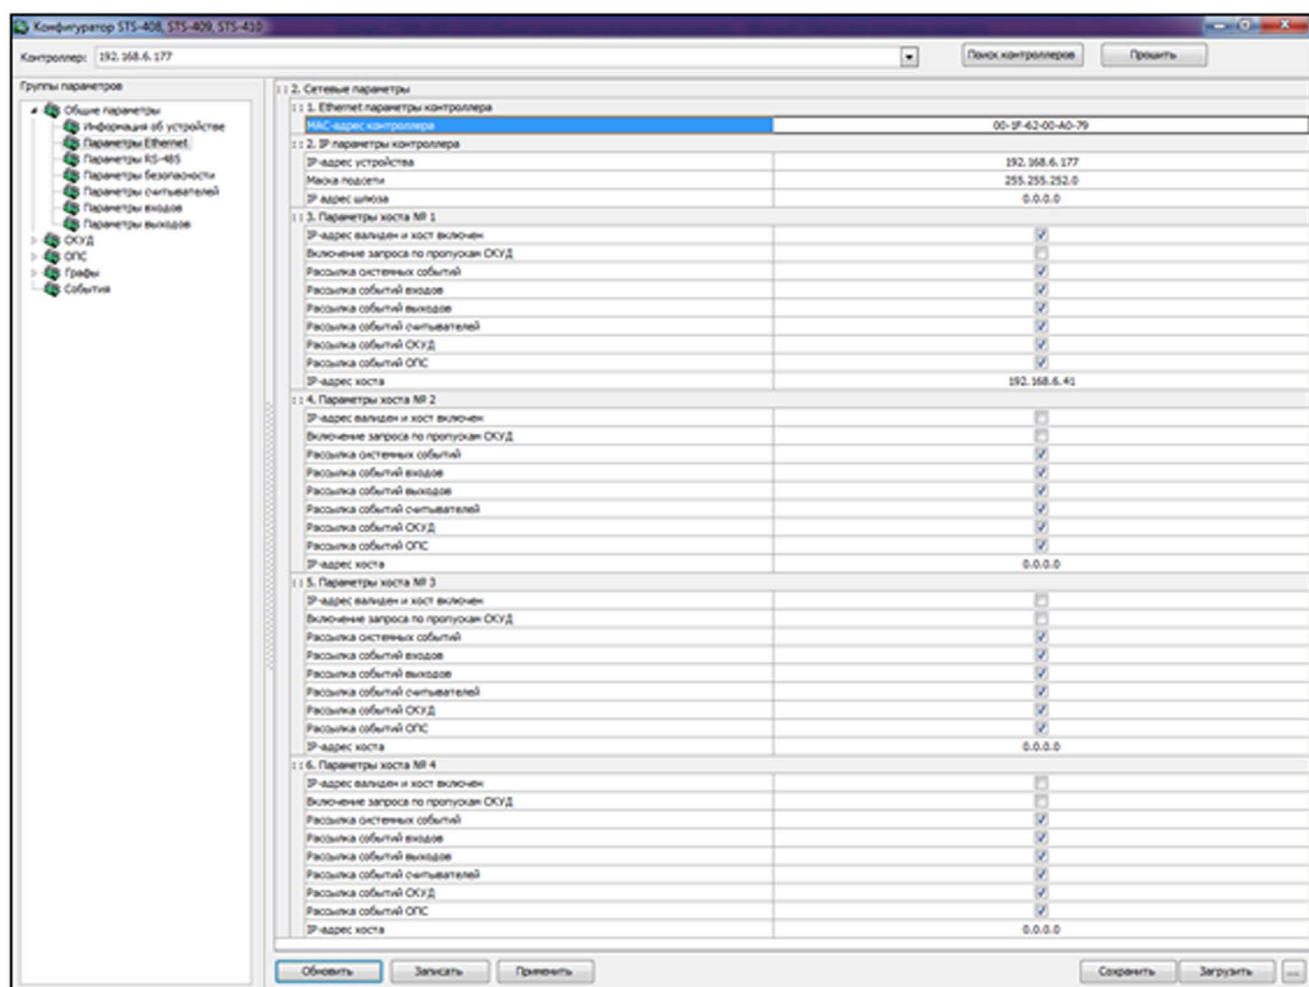 Конфигуратор STS-408, STS-409, STS-410
Контроллер: 192.168.6.177 Поиск контроллеров Прошить
Группы параметров
Общие параметры
Информация об устройстве
Параметры Ethernet
Параметры RS-485
Параметры безопасности
Параметры считывателей
Параметры входов
Параметры выходов
СКУД
ОПС
Графы
События
2. Сетевые параметры
1. Ethernet параметры контроллера
MAC-адрес контроллера 00-1F-62-00-A0-79
2. IP параметры контроллера
IP-адрес устройства 192.168.6.177
Маска подсети 255.255.252.0
IP адрес шлюза 0.0.0.0
3. Параметры хоста № 1
IP-адрес валиден и хост включен
Включение запроса по пропускам СКУД
Рассылка системных событий
Рассылка событий входов
Рассылка событий выходов
Рассылка событий считывателей
Рассылка событий СКУД
Рассылка событий ОПС
IP-адрес хоста 192.168.6.41
4. Параметры хоста № 2
IP-адрес валиден и хост включен
Включение запроса по пропускам СКУД
Рассылка системных событий
Рассылка событий входов
Рассылка событий выходов
Рассылка событий считывателей
Рассылка событий СКУД
Рассылка событий ОПС
IP-адрес хоста 0.0.0.0
5. Параметры хоста № 3
IP-адрес валиден и хост включен
Включение запроса по пропускам СКУД
Рассылка системных событий
Рассылка событий входов
Рассылка событий выходов
Рассылка событий считывателей
Рассылка событий СКУД
Рассылка событий ОПС
IP-адрес хоста 0.0.0.0
6. Параметры хоста № 4
IP-адрес валиден и хост включен
Включение запроса по пропускам СКУД
Рассылка системных событий
Рассылка событий входов
Рассылка событий выходов
Рассылка событий считывателей
Рассылка событий СКУД
Рассылка событий ОПС
IP-адрес хоста 0.0.0.0
Обновить Записать Применить Сохранить Загрузить ...